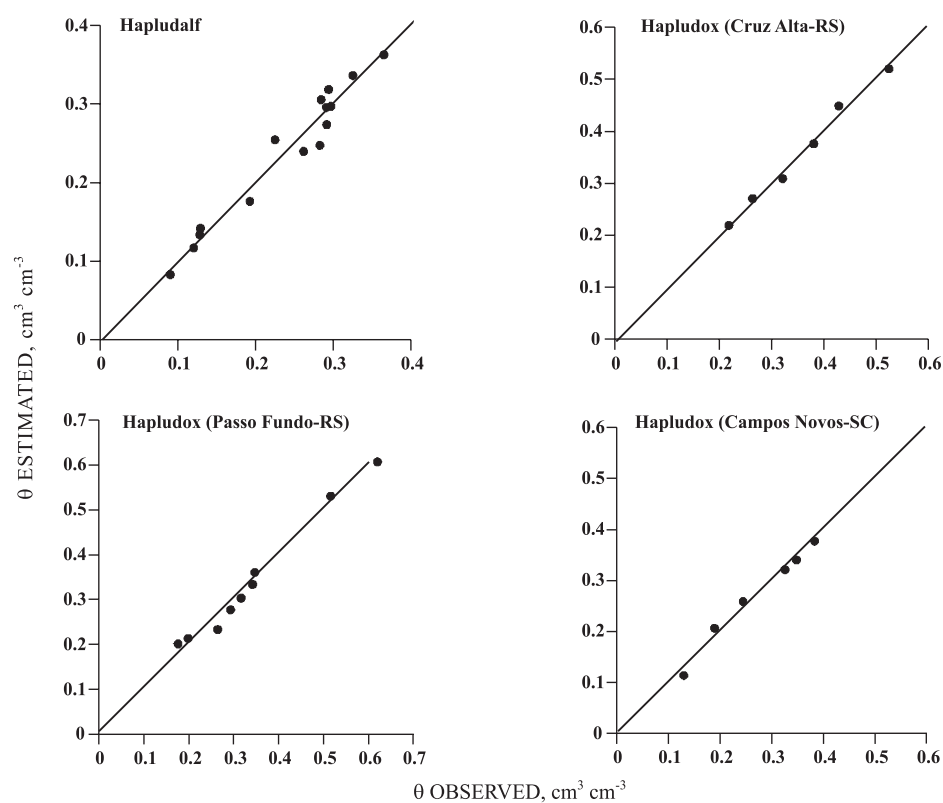 Hapludalf
0.4
0.3
0.2
0.1
0
0 0.1 0.2 0.3 0.4
Hapludox (Cruz Alta-RS)
0.6
0.5
0.4
0.3
0.2
0.1
0
0 0.1 0.2 0.3 0.4 0.5 0.6
θ ESTIMATED, cm³ cm⁻³
Hapludox (Passo Fundo-RS)
0.7
0.6
0.5
0.4
0.3
0.2
0.1
0
0 0.1 0.2 0.3 0.4 0.5 0.6 0.7
Hapludox (Campos Novos-SC)
0.6
0.5
0.4
0.3
0.2
0.1
0
0 0.1 0.2 0.3 0.4 0.5 0.6
θ OBSERVED, cm³ cm⁻³